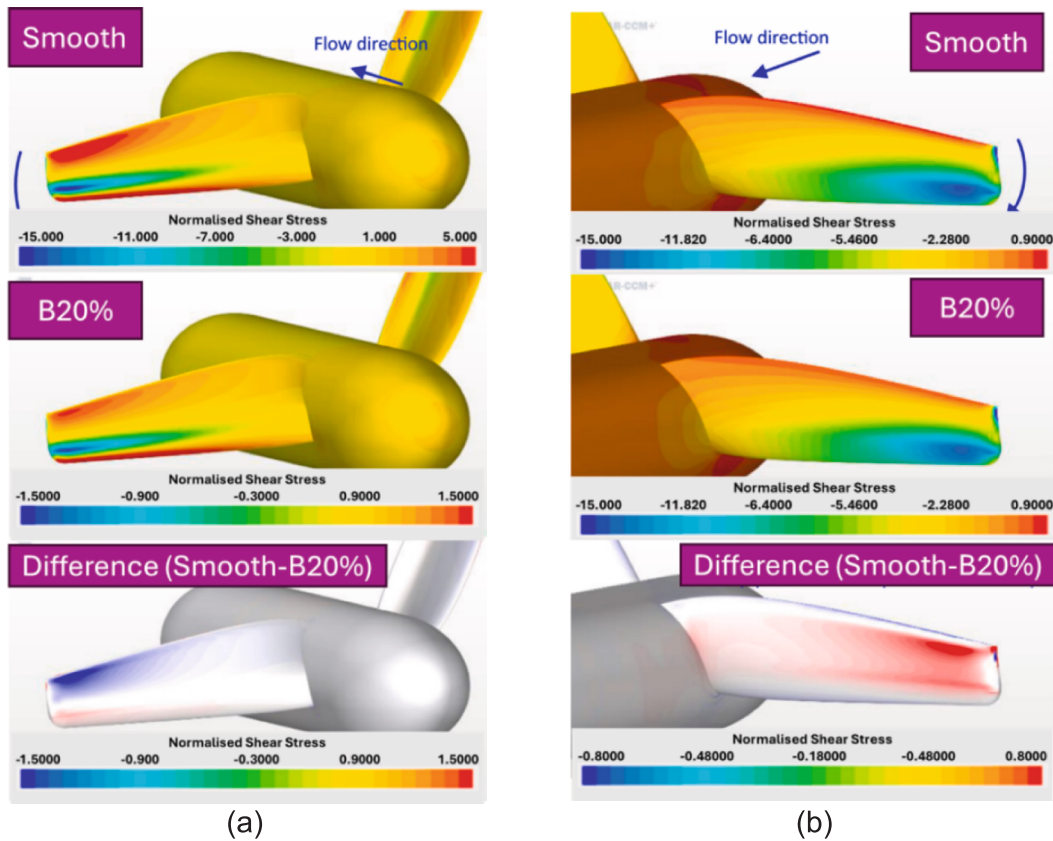 Smooth
Flow direction
Normalised Shear Stress
-15.000 -11.000 -7.000 -3.000 1.000 5.000
B20%
Normalised Shear Stress
-1.5000 -0.900 -0.3000 0.9000 1.5000
Difference (Smooth-B20%)
Normalised Shear Stress
-1.5000 -0.900 -0.3000 0.9000 1.5000
(a)
AR-CCM+
Flow direction
Smooth
Normalised Shear Stress
-15.000 -11.820 -6.4000 -5.4600 -2.2800 0.9000
AR-CCM+
B20%
Normalised Shear Stress
-15.000 -11.820 -6.4000 -5.4600 -2.2800 0.9000
Difference (Smooth-B20%)
Normalised Shear Stress
-0.8000 -0.48000 -0.18000 -0.48000 0.8000
(b)